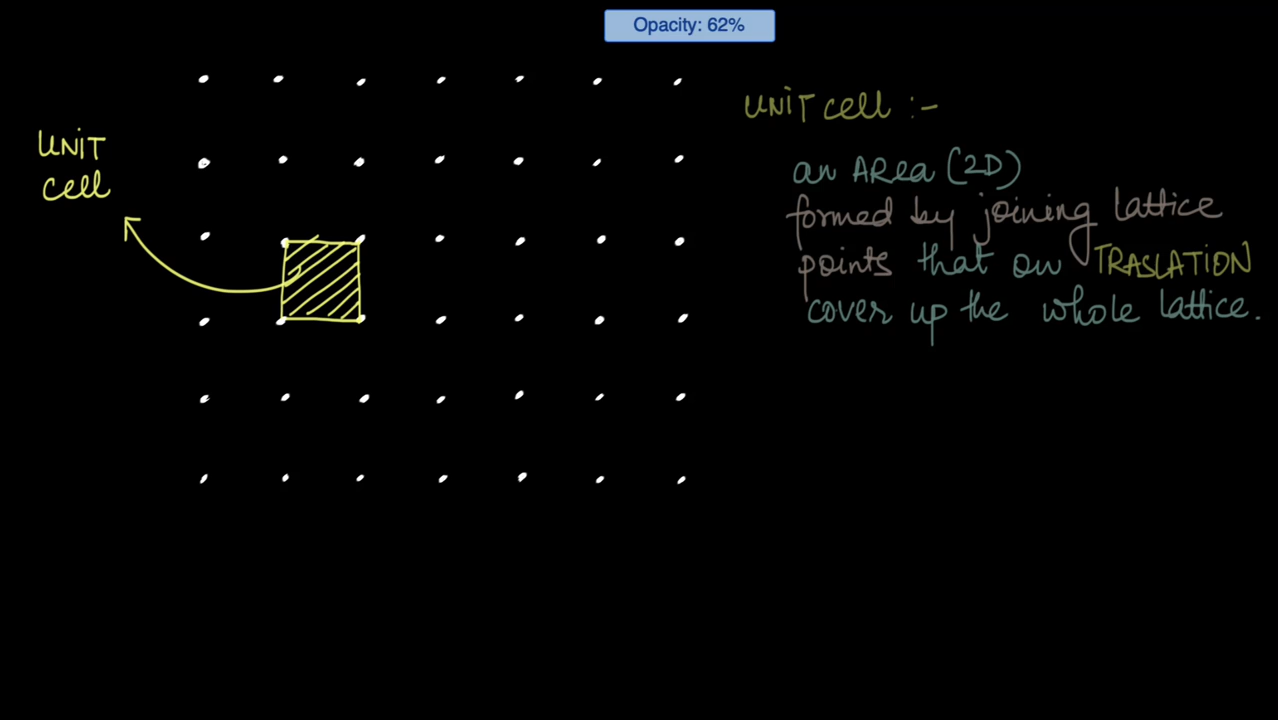 Opacity: 62%
UNIT cell :-
UNIT
cell
an AREA (2D)
formed by joining lattice
points that on TRASLATION
cover up the whole lattice.